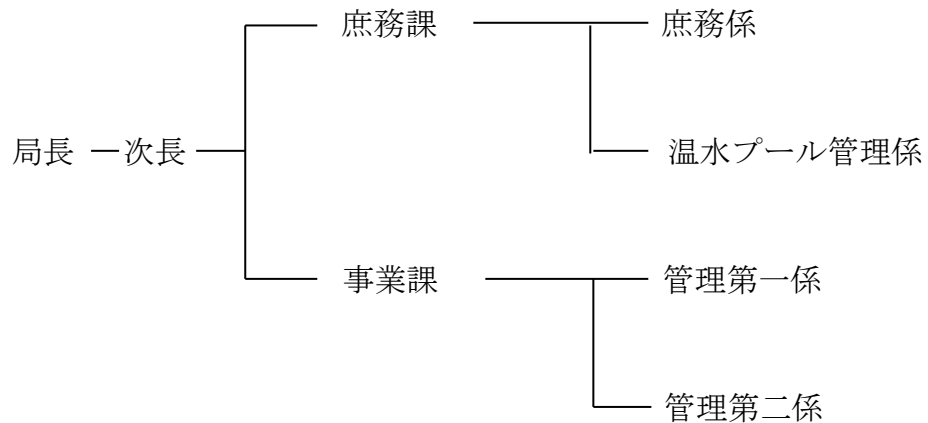 庶務課 庶務係
局長 次長 温水プール管理係
事業課 管理第一係
管理第二係